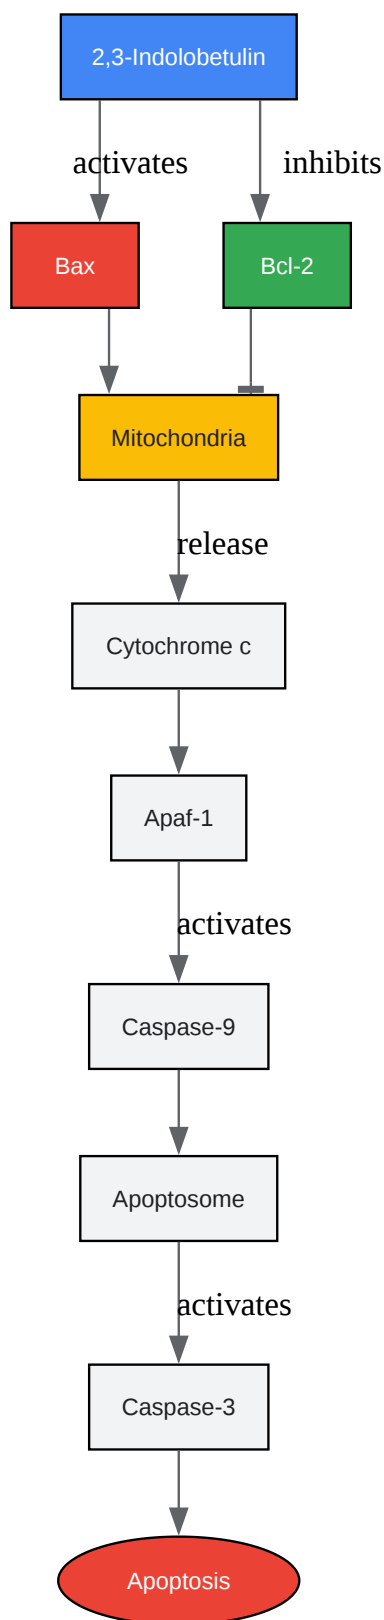 2,3-Indolobetulin
activates
inhibits
Bax
Bcl-2
Mitochondria
release
Cytochrome c
Apaf-1
activates
Caspase-9
Apoptosome
activates
Caspase-3
Apoptosis